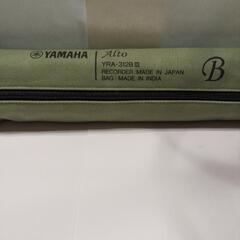 YAMAHA Alto
YRA-312BⅢ
RECORDER MADE IN JAPAN
BAG MADE IN INDIA
B